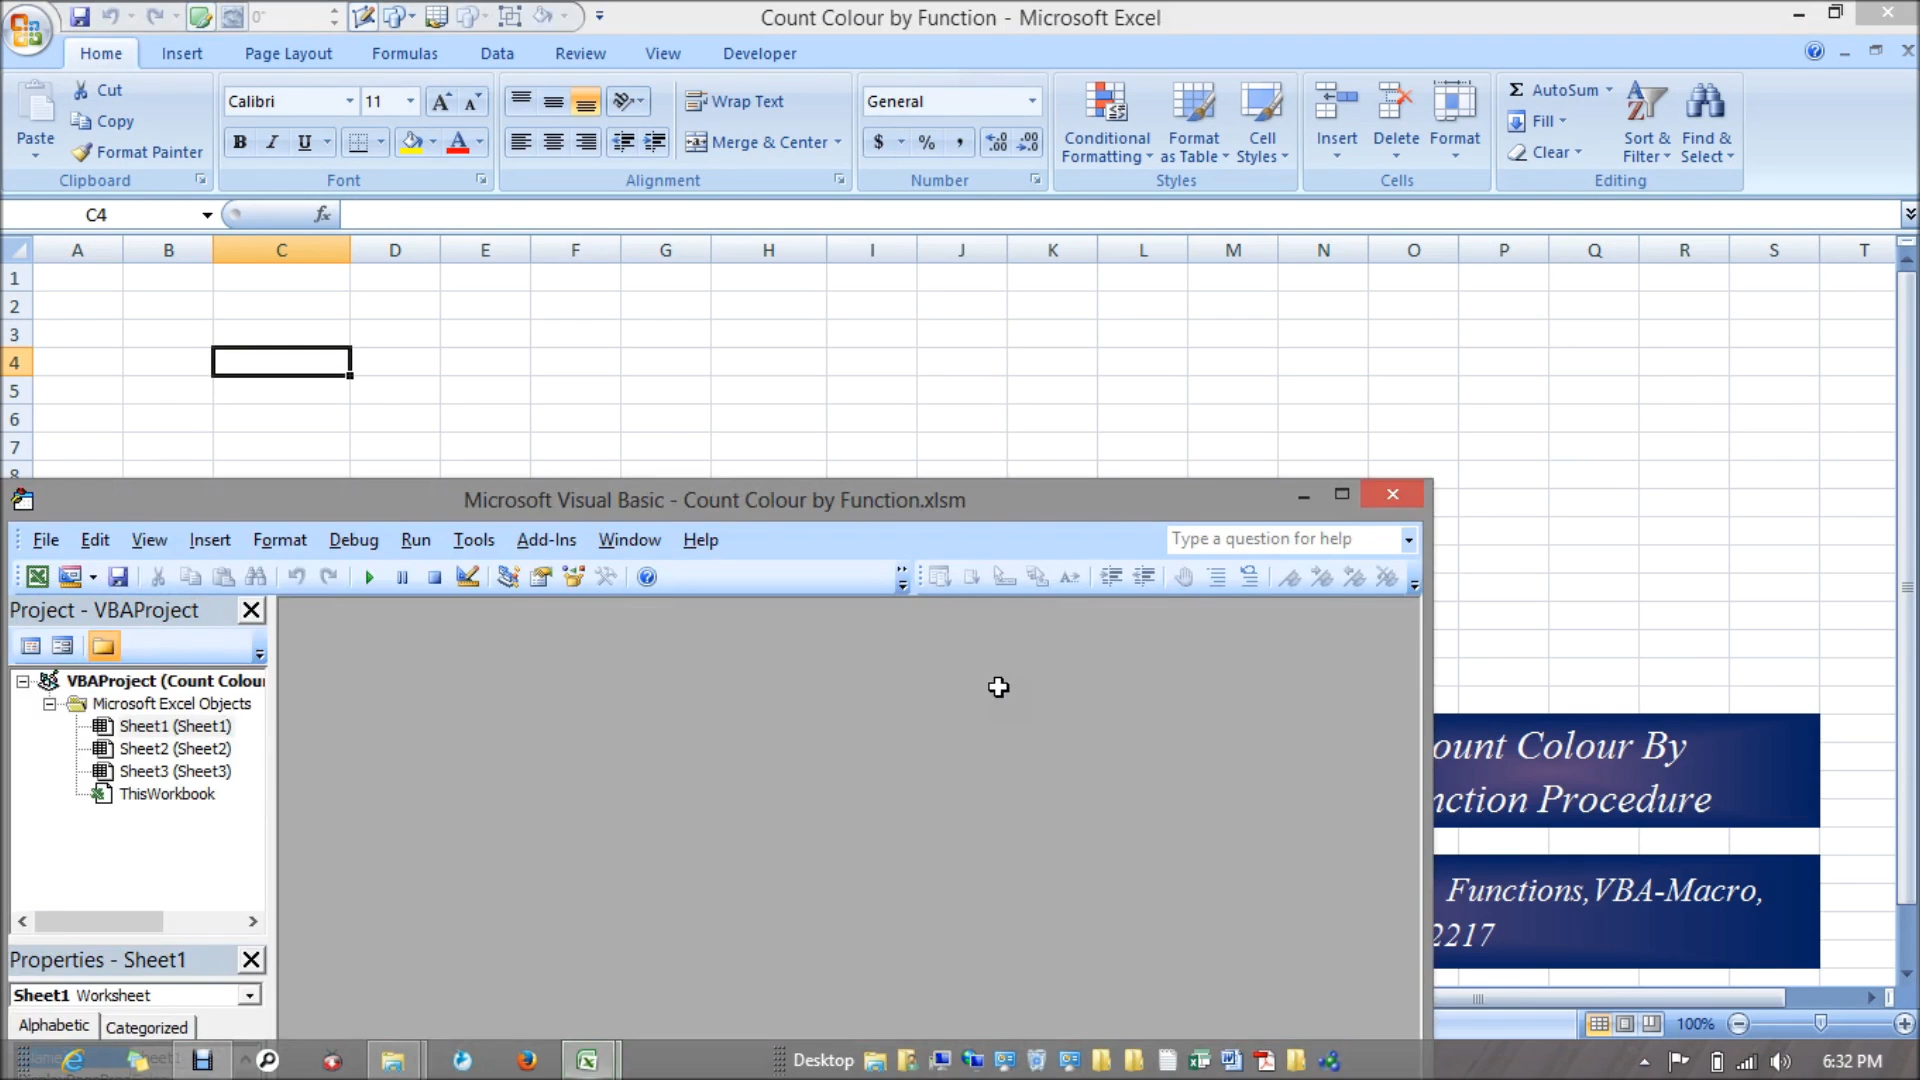 Count Colour by Function - Microsoft Excel
Home Insert Page Layout Formulas Data Review View Developer
Paste
Cut
Copy
Format Painter
Clipboard
Calibri 11
B I U
Font
Wrap Text
Merge & Center
Alignment
General
$ % ,
Number
Conditional Formatting
Format as Table
Cell Styles
Styles
Insert
Delete
Format
Cells
Σ AutoSum
Fill
Clear
Sort & Filter
Find & Select
Editing
C4 fx
A B C D E F G H I J K L M N O P Q R S T
1
2
3
4
5
6
7
8
Microsoft Visual Basic - Count Colour by Function.xlsm
File Edit View Insert Format Debug Run Tools Add-Ins Window Help Type a question for help
Project - VBAProject
VBAProject (Count Colou
Microsoft Excel Objects
Sheet1 (Sheet1)
Sheet2 (Sheet2)
Sheet3 (Sheet3)
ThisWorkbook
Properties - Sheet1
Sheet1 Worksheet
Alphabetic Categorized
ount Colour By
nction Procedure
Functions,VBA-Macro,
2217
100%
Desktop
6:32 PM